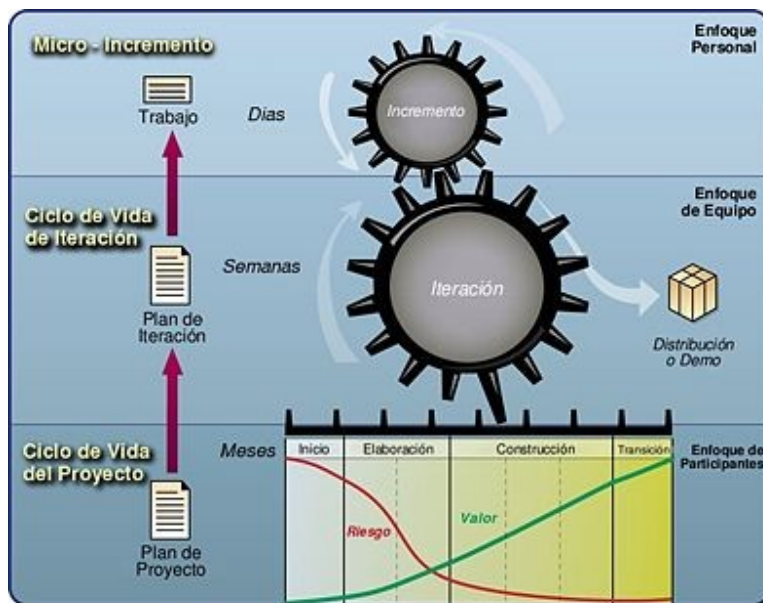 Micro - Incremento
Enfoque
Personal
Trabajo
Dias
Incremento
Ciclo de Vida
de Iteración
Enfoque
de Equipo
Semanas
Iteración
Plan de
Iteración
Distribución
o Demo
Ciclo de Vida
del Proyecto
Meses
Inicio
Elaboración
Construcción
Transición
Enfoque de
Participantes
Riesgo
Valor
Plan de
Proyecto